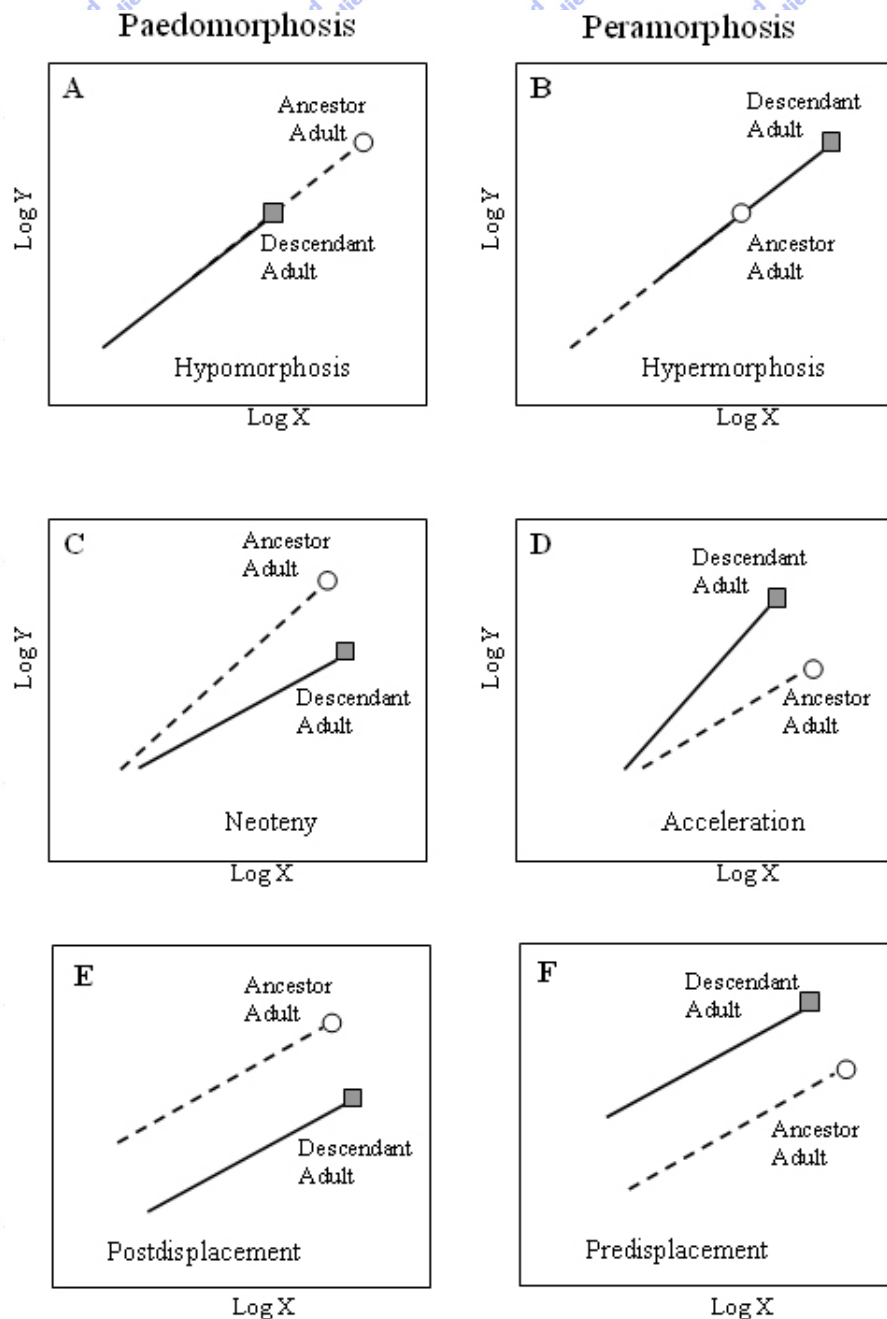 Paedomorphosis
Peramorphosis
A
Ancestor
Adult
Descendant
Adult
Hypomorphosis
Log Y
Log X
B
Descendant
Adult
Ancestor
Adult
Hypermorphosis
Log Y
Log X
C
Ancestor
Adult
Descendant
Adult
Neoteny
Log Y
Log X
D
Descendant
Adult
Ancestor
Adult
Acceleration
Log Y
Log X
E
Ancestor
Adult
Descendant
Adult
Postdisplacement
Log X
F
Descendant
Adult
Ancestor
Adult
Predisplacement
Log X